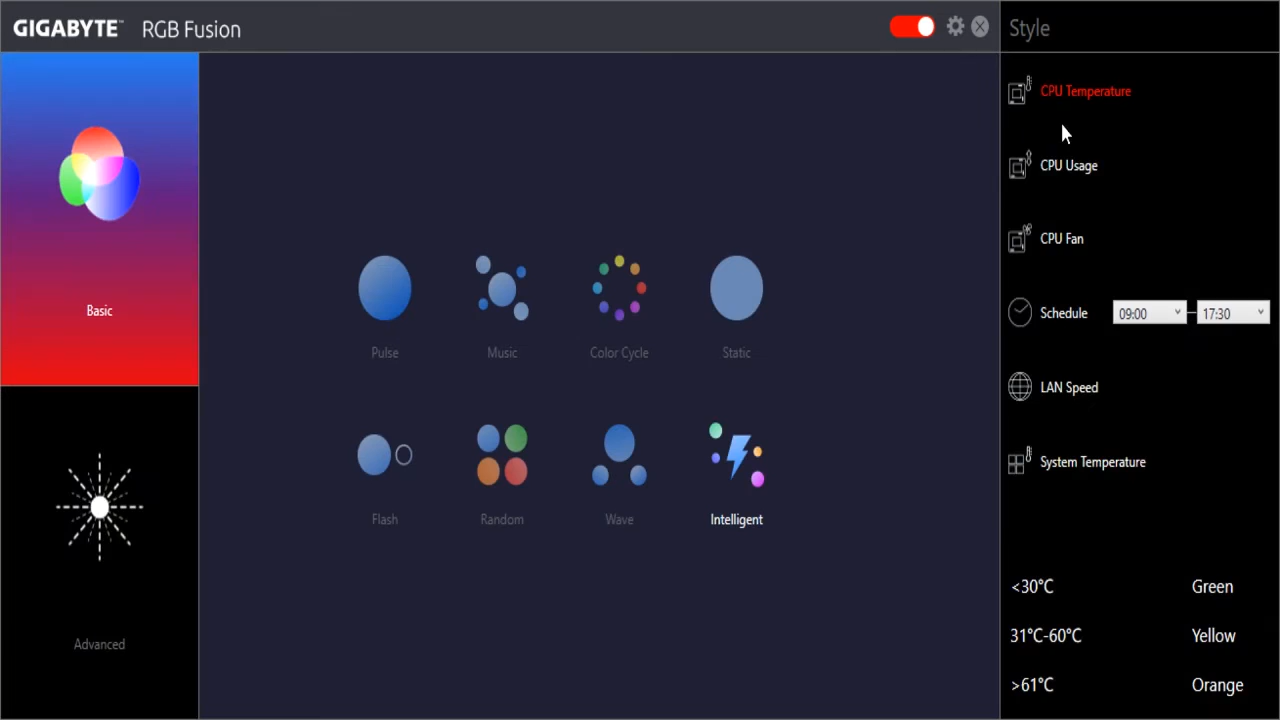 GIGABYTE™ RGB Fusion
Style
Basic
Advanced
Pulse
Music
Color Cycle
Static
Flash
Random
Wave
Intelligent
CPU Temperature
CPU Usage
CPU Fan
Schedule 09:00 – 17:30
LAN Speed
System Temperature
<30°C Green
31°C-60°C Yellow
>61°C Orange